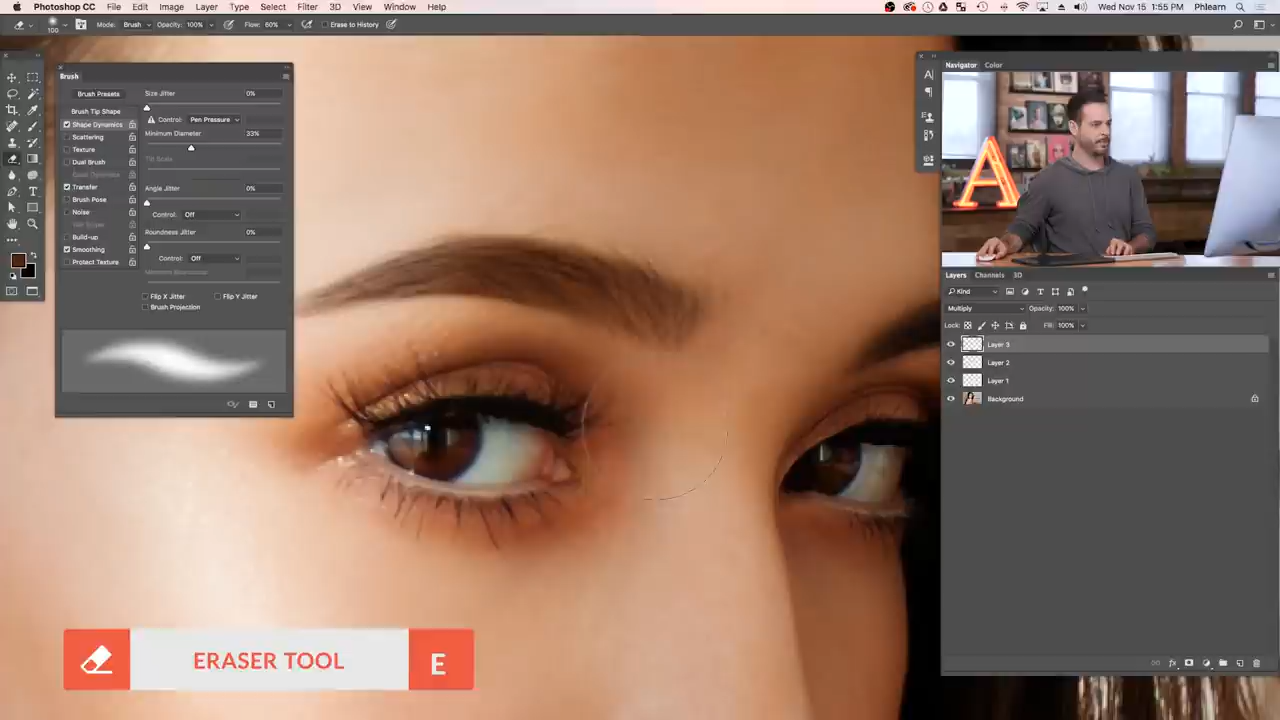 Photoshop CC File Edit Image Layer Type Select Filter 3D View Window Help Wed Nov 15 1:55 PM Phlearn
100 Mode: Brush Opacity: 100% Flow: 60% Erase to History
Brush
Brush Presets
Brush Tip Shape
Shape Dynamics
Scattering
Texture
Dual Brush
Color Dynamics
Transfer
Brush Pose
Noise
Wet Edges
Build-up
Smoothing
Protect Texture
Size Jitter 0%
Control: Pen Pressure
Minimum Diameter 33%
Tilt Scale
Angle Jitter 0%
Control: Off
Roundness Jitter 0%
Control: Off
Minimum Roundness
Flip X Jitter Flip Y Jitter
Brush Projection
Navigator Color
A
Layers Channels 3D
Kind
Multiply Opacity: 100%
Lock: Fill: 100%
Layer 3
Layer 2
Layer 1
Background
fx
ERASER TOOL E